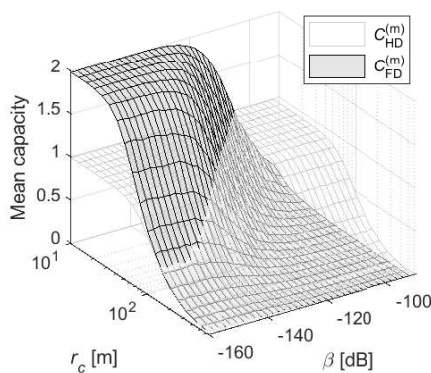 C_HD^(m)
C_FD^(m)
Mean capacity
2
1.5
1
0.5
0
10^1
10^2
r_c [m]
-160
-140
-120
-100
β [dB]